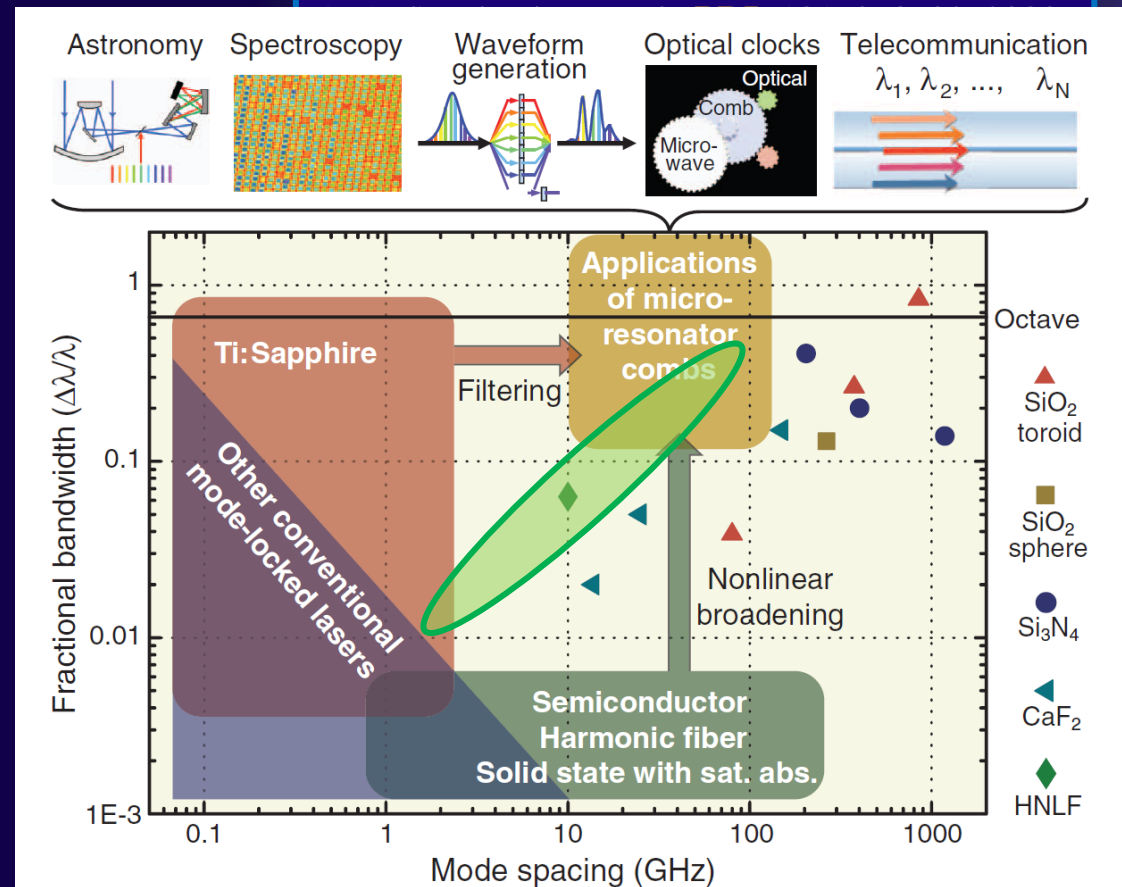 Astronomy
Spectroscopy
Waveform
generation
Optical clocks
Telecommunication
Optical
Comb
Micro-
wave
λ1, λ2, ..., λN
Applications
of micro-
resonator
combs
Ti:Sapphire
Filtering
Octave
Other conventional
mode-locked lasers
Nonlinear
broadening
Semiconductor
Harmonic fiber
Solid state with sat. abs.
SiO2
toroid
SiO2
sphere
Si3N4
CaF2
HNLF
Fractional bandwidth (Δλ/λ)
1
0.1
0.01
1E-3
0.1
1
10
100
1000
Mode spacing (GHz)